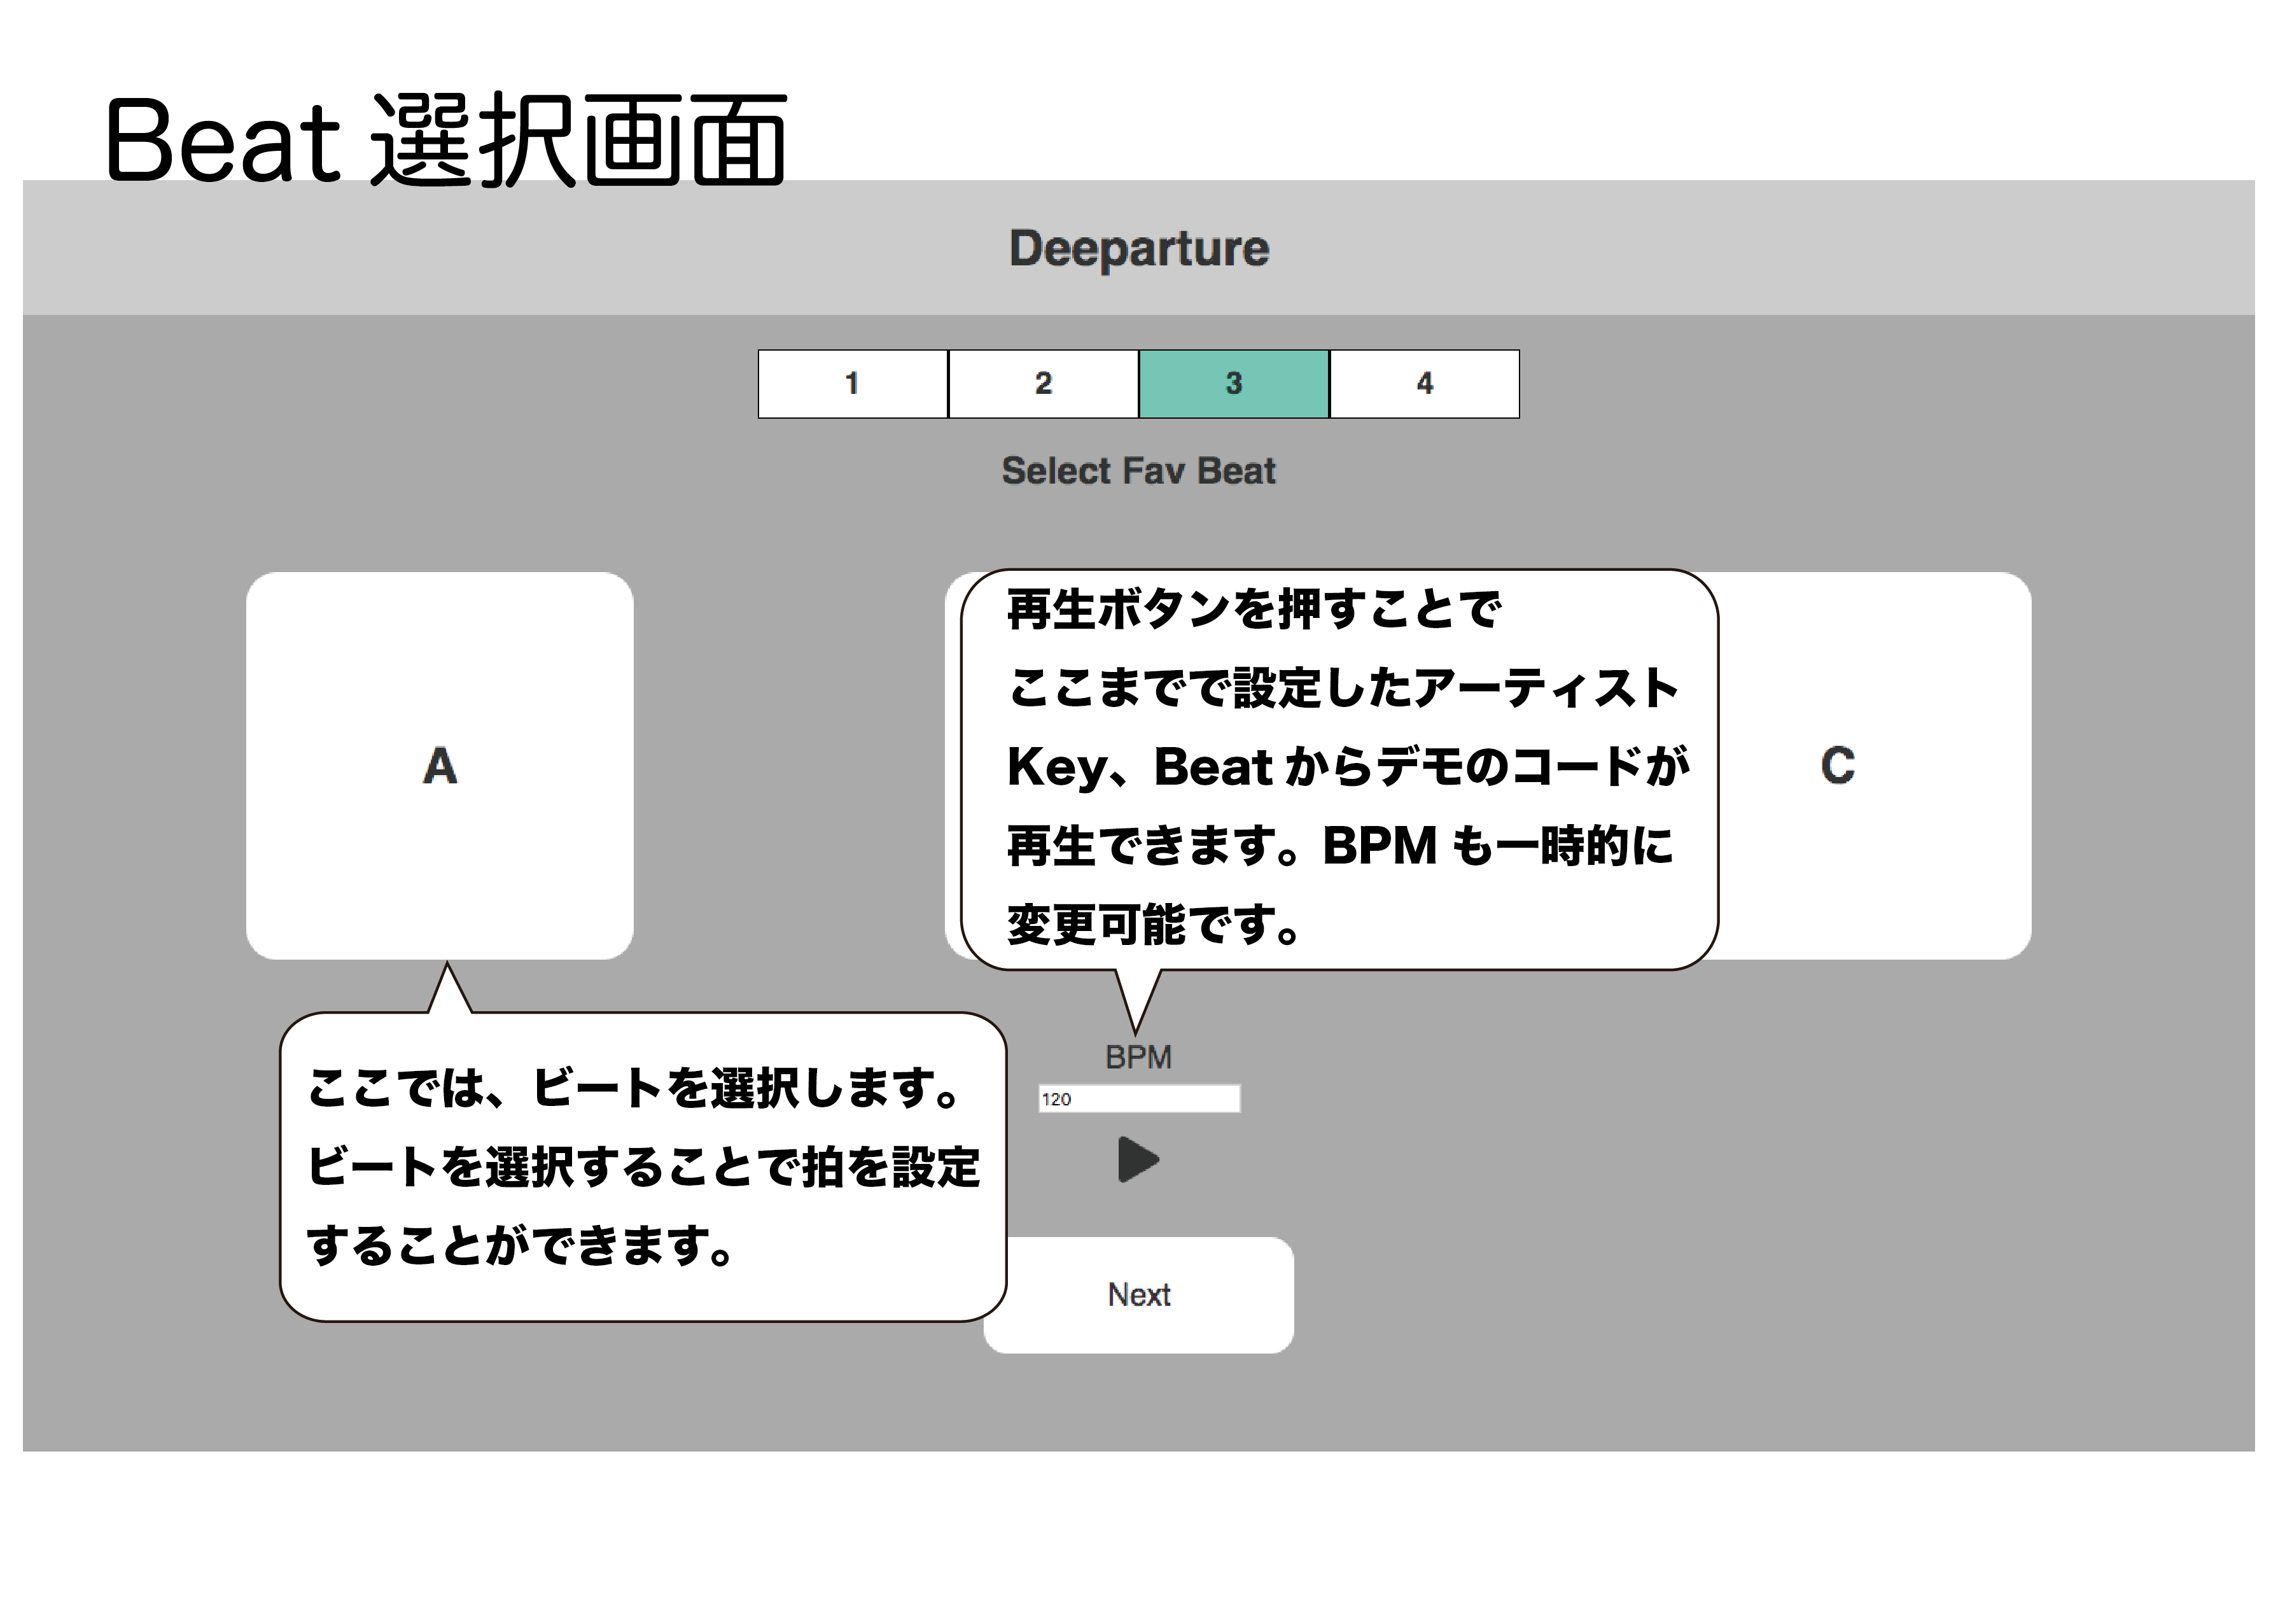 Beat 選択画面
Deeparture
1 2 3 4
Select Fav Beat
A
再生ボタンを押すことで
ここまでで設定したアーティスト
Key、Beat からデモのコードが
再生できます。BPM も一時的に
変更可能です。
C
ここでは、ビートを選択します。
ビートを選択することで拍を設定
することができます。
BPM
120
Next